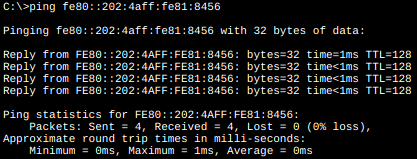 C:\>ping fe80::202:4aff:fe81:8456
Pinging fe80::202:4aff:fe81:8456 with 32 bytes of data:
Reply from FE80::202:4AFF:FE81:8456: bytes=32 time=1ms TTL=128
Reply from FE80::202:4AFF:FE81:8456: bytes=32 time<1ms TTL=128
Reply from FE80::202:4AFF:FE81:8456: bytes=32 time<1ms TTL=128
Reply from FE80::202:4AFF:FE81:8456: bytes=32 time<1ms TTL=128
Ping statistics for FE80::202:4AFF:FE81:8456:
Packets: Sent = 4, Received = 4, Lost = 0 (0% loss),
Approximate round trip times in milli-seconds:
Minimum = 0ms, Maximum = 1ms, Average = 0ms